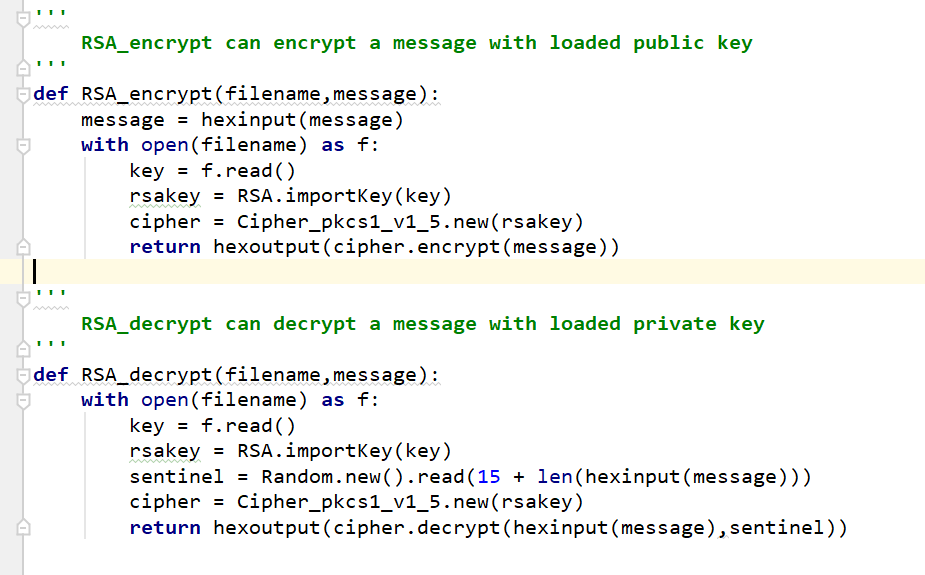 '''
    RSA_encrypt can encrypt a message with loaded public key
'''
def RSA_encrypt(filename,message):
    message = hexinput(message)
    with open(filename) as f:
        key = f.read()
        rsakey = RSA.importKey(key)
        cipher = Cipher_pkcs1_v1_5.new(rsakey)
        return hexoutput(cipher.encrypt(message))

'''
    RSA_decrypt can decrypt a message with loaded private key
'''
def RSA_decrypt(filename,message):
    with open(filename) as f:
        key = f.read()
        rsakey = RSA.importKey(key)
        sentinel = Random.new().read(15 + len(hexinput(message)))
        cipher = Cipher_pkcs1_v1_5.new(rsakey)
        return hexoutput(cipher.decrypt(hexinput(message),sentinel))